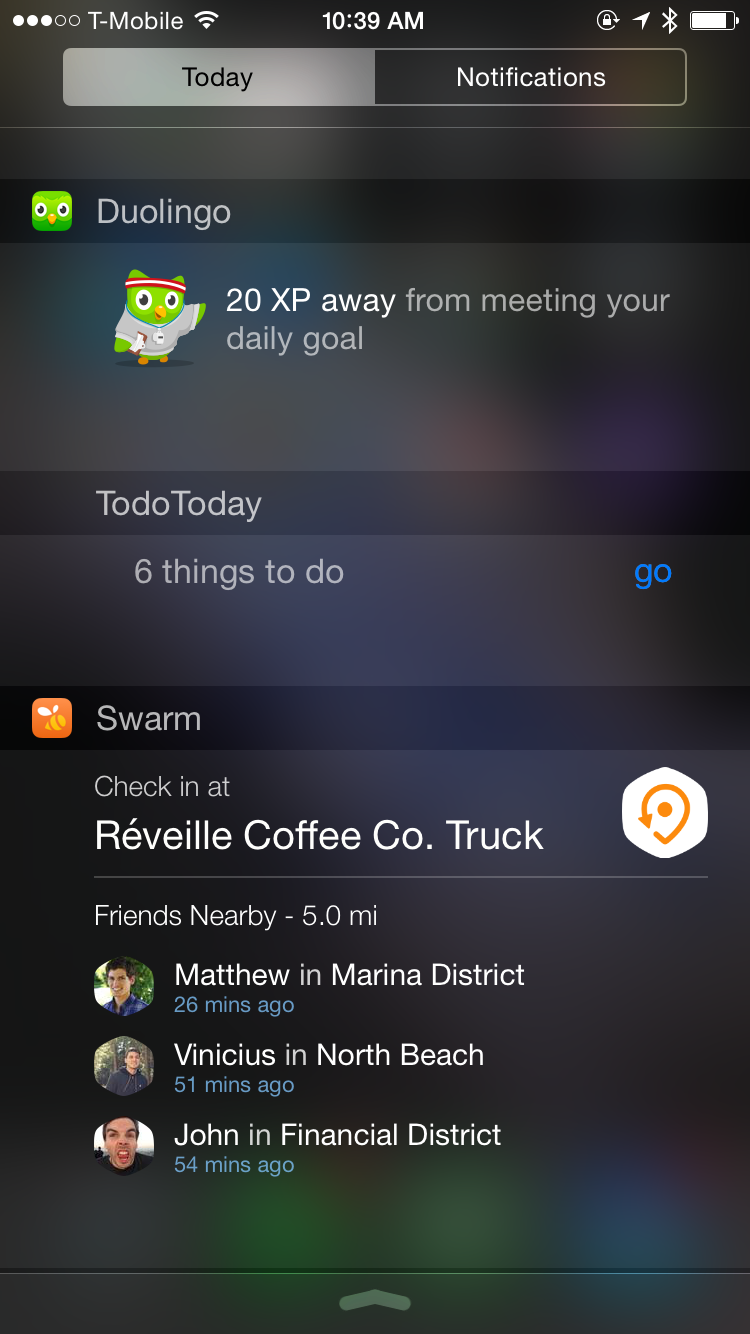 T-Mobile 10:39 AM
Today Notifications
Duolingo
20 XP away from meeting your
daily goal
TodoToday
6 things to do go
Swarm
Check in at
Réveille Coffee Co. Truck
Friends Nearby - 5.0 mi
Matthew in Marina District
26 mins ago
Vinicius in North Beach
51 mins ago
John in Financial District
54 mins ago